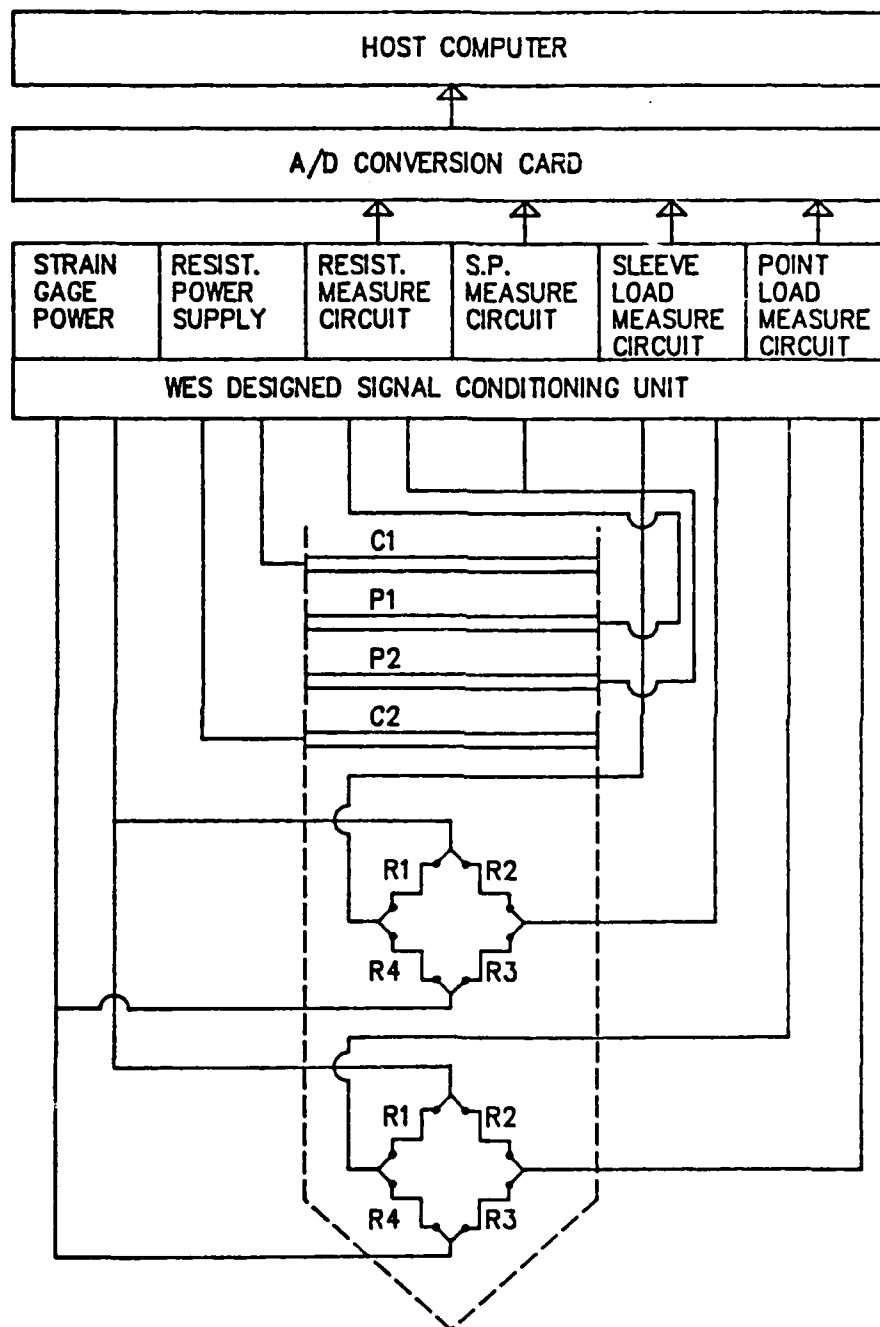 HOST COMPUTER
A/D CONVERSION CARD
STRAIN
GAGE
POWER
RESIST.
POWER
SUPPLY
RESIST.
MEASURE
CIRCUIT
S.P.
MEASURE
CIRCUIT
SLEEVE
LOAD
MEASURE
CIRCUIT
POINT
LOAD
MEASURE
CIRCUIT
WES DESIGNED SIGNAL CONDITIONING UNIT
C1
P1
P2
C2
R1 R2
R4 R3
R1 R2
R4 R3